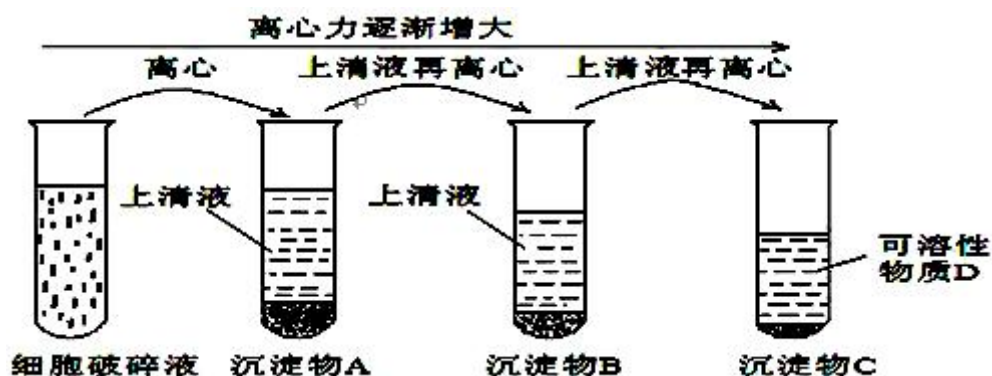 离心力逐渐增大
离心 上清液再离心 上清液再离心
上清液 上清液
可溶性
物质D
细胞破碎液 沉淀物A 沉淀物B 沉淀物C